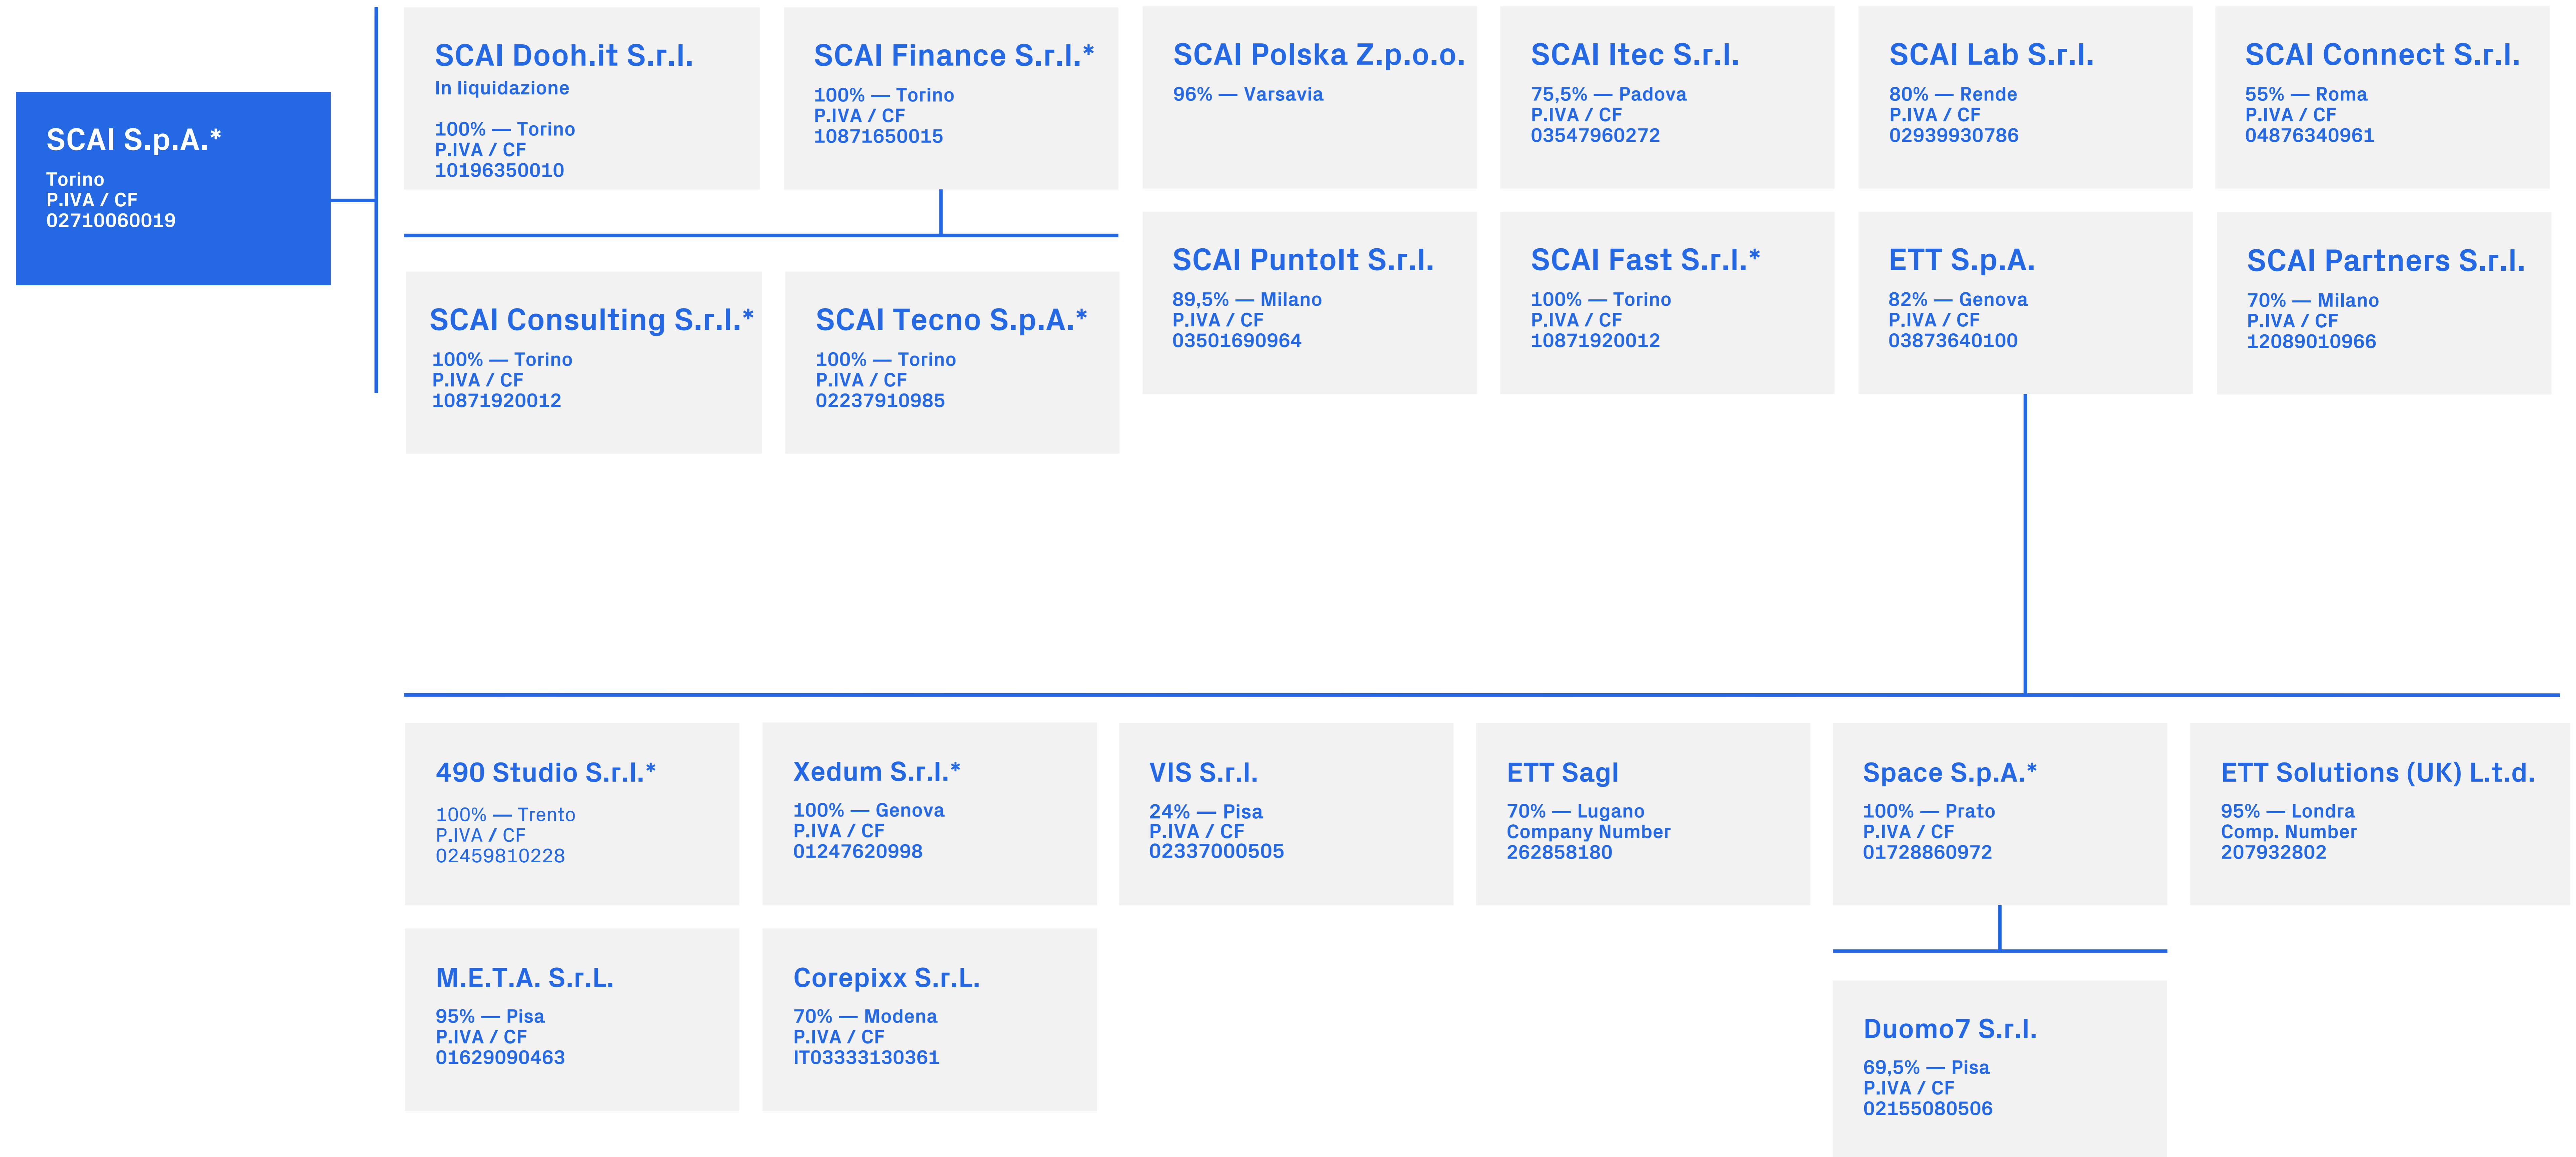 SCAI S.p.A.*
Torino
P.IVA / CF
02710060019
SCAI Dooh.it S.r.l.
In liquidazione
100% — Torino
P.IVA / CF
10196350010
SCAI Finance S.r.l.*
100% — Torino
P.IVA / CF
10871650015
SCAI Polska Z.p.o.o.
96% — Varsavia
SCAI Itec S.r.l.
75,5% — Padova
P.IVA / CF
03547960272
SCAI Lab S.r.l.
80% — Rende
P.IVA / CF
02939930786
SCAI Connect S.r.l.
55% — Roma
P.IVA / CF
04876340961
SCAI Consulting S.r.l.*
100% — Torino
P.IVA / CF
10871920012
SCAI Tecno S.p.A.*
100% — Torino
P.IVA / CF
02237910985
SCAI PuntoIt S.r.l.
89,5% — Milano
P.IVA / CF
03501690964
SCAI Fast S.r.l.*
100% — Torino
P.IVA / CF
10871920012
ETT S.p.A.
82% — Genova
P.IVA / CF
03873640100
SCAI Partners S.r.l.
70% — Milano
P.IVA / CF
12089010966
490 Studio S.r.l.*
100% — Trento
P.IVA / CF
02459810228
Xedum S.r.l.*
100% — Genova
P.IVA / CF
01247620998
VIS S.r.l.
24% — Pisa
P.IVA / CF
02337000505
ETT Sagl
70% — Lugano
Company Number
262858180
Space S.p.A.*
100% — Prato
P.IVA / CF
01728860972
ETT Solutions (UK) L.t.d.
95% — Londra
Comp. Number
207932802
M.E.T.A. S.r.L.
95% — Pisa
P.IVA / CF
01629090463
Corepixx S.r.L.
70% — Modena
P.IVA / CF
IT03333130361
Duomo7 S.r.l.
69,5% — Pisa
P.IVA / CF
02155080506